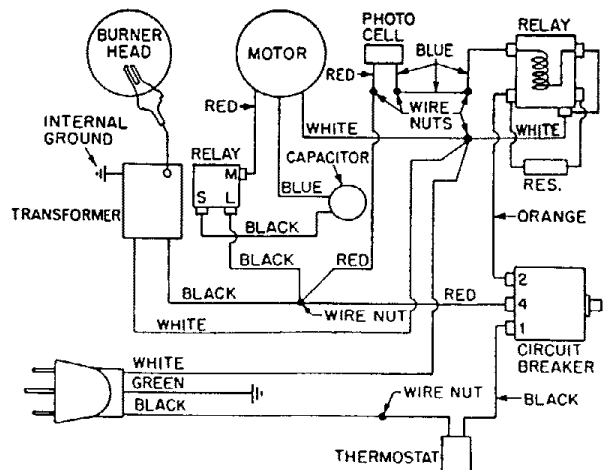 BURNER
HEAD
MOTOR
PHOTO
CELL
RED
BLUE
RELAY
INTERNAL
GROUND
RED
WHITE
WIRE
NUTS
WHITE
RELAY
M
S L
CAPACITOR
BLUE
RES.
TRANSFORMER
BLACK
ORANGE
BLACK
RED
BLACK
RED
2
4
1
WHITE
WIRE NUT
CIRCUIT
BREAKER
WHITE
GREEN
BLACK
WIRE NUT
BLACK
THERMOSTAT